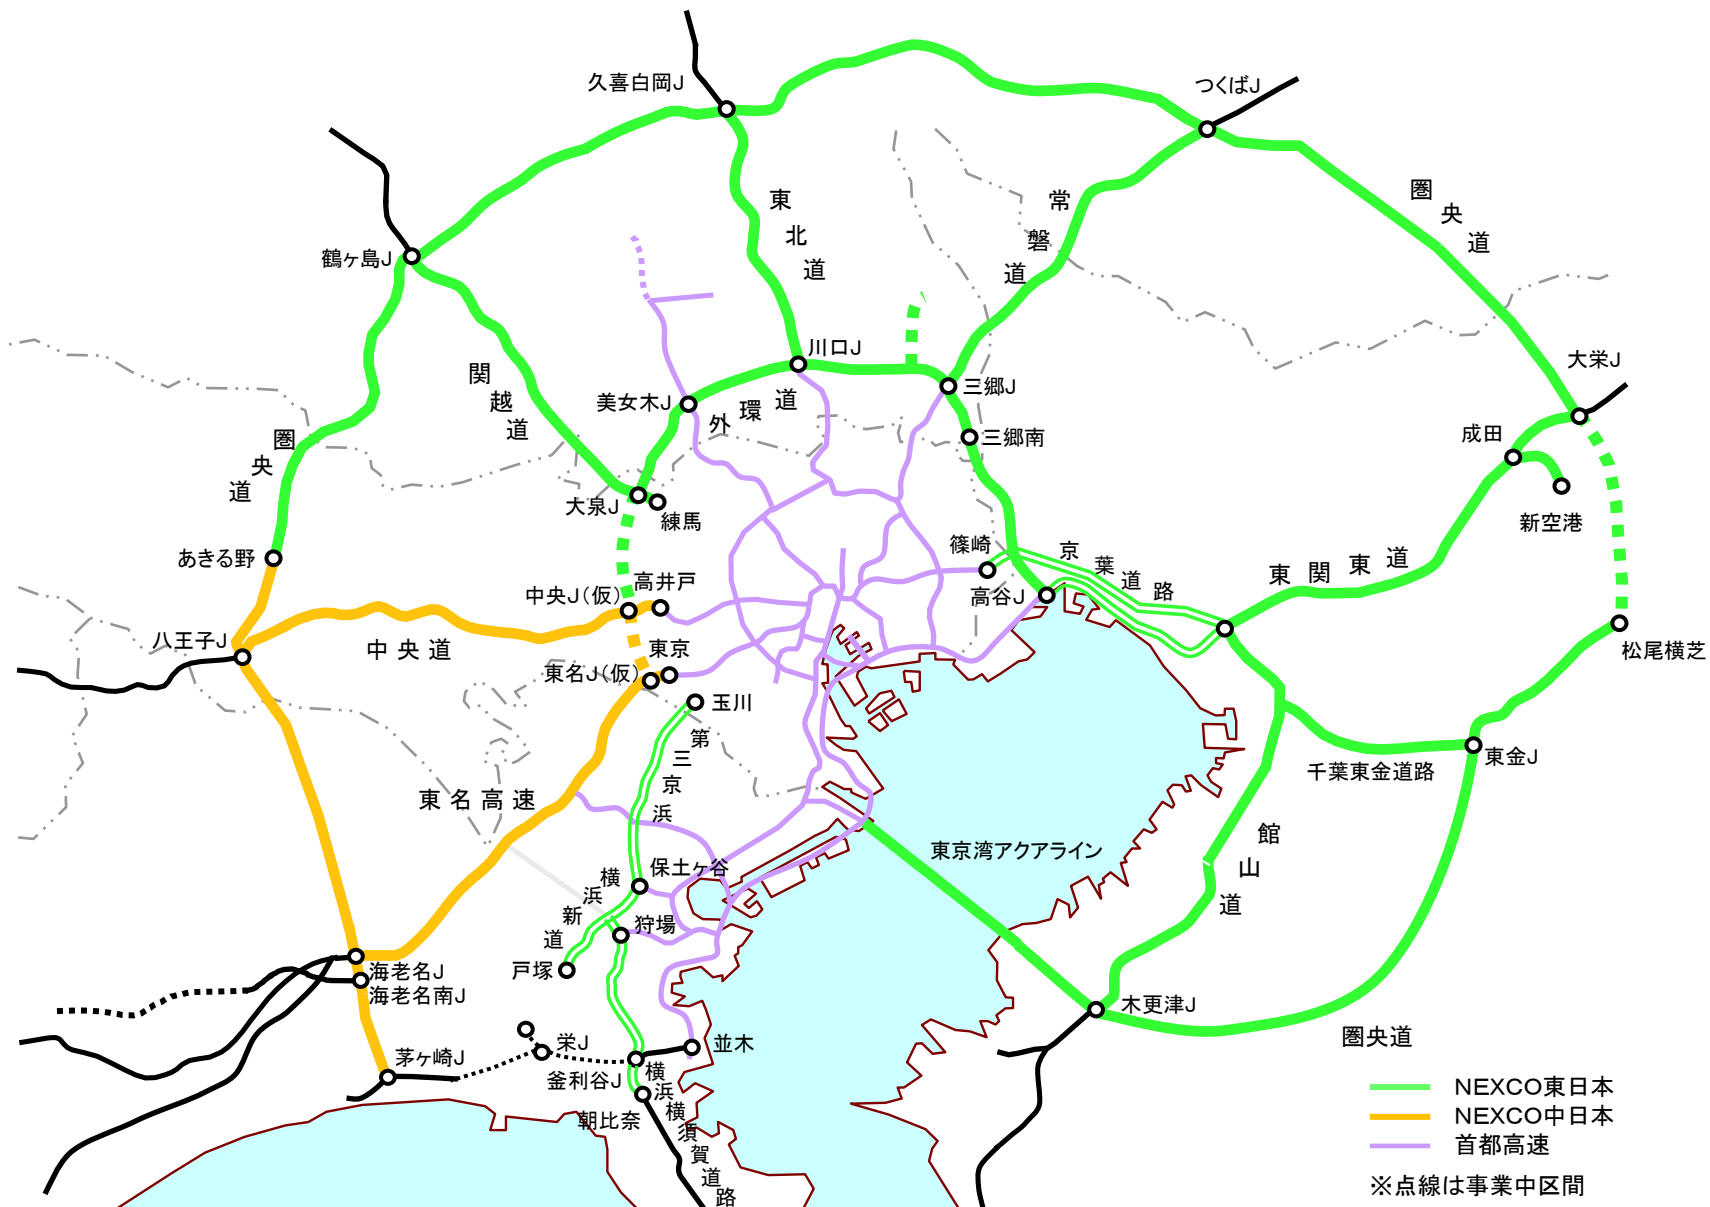 久喜白岡J
つくばJ
鶴ヶ島J
東北道
常磐道
圏央道
川口J
三郷J
大栄J
関越道
美女木J
外環道
三郷南
成田
圏央道
大泉J
練馬
新空港
あきる野
篠崎
京葉道路
東関東道
中央J(仮)
高井戸
高谷J
八王子J
中央道
東京
東名J(仮)
松尾横芝
玉川
第三京浜
東金J
千葉東金道路
東名高速
館山道
東京湾アクアライン
保土ヶ谷
横浜新道
狩場
戸塚
海老名J
海老名南J
木更津J
圏央道
栄J
並木
茅ヶ崎J
釜利谷J
朝比奈
横浜横須賀道路
NEXCO東日本
NEXCO中日本
首都高速
※点線は事業中区間